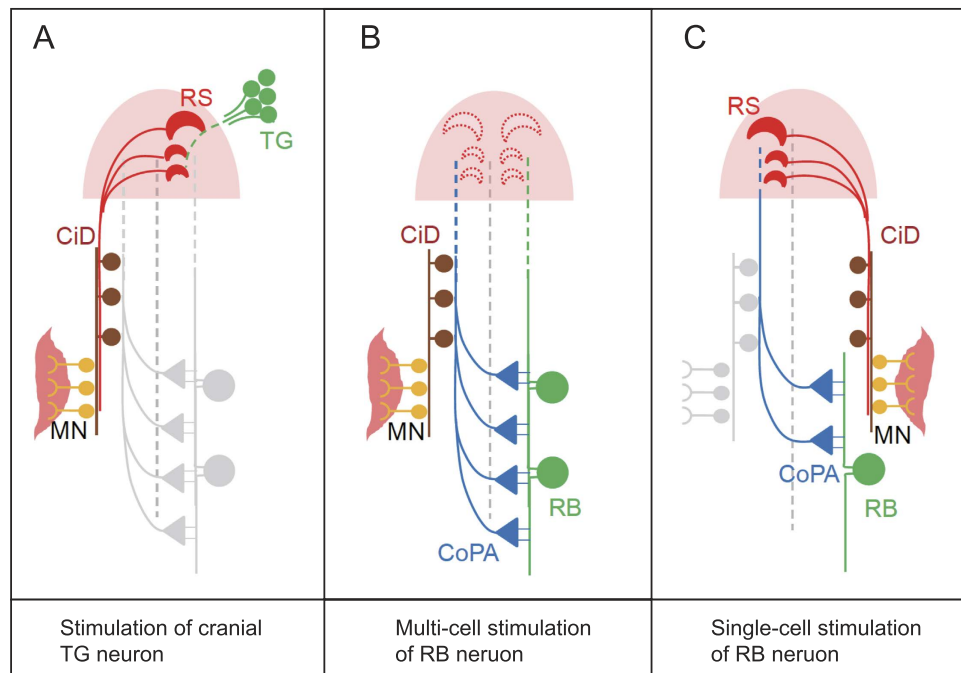 A
RS
TG
CiD
MN
B
CiD
MN
RB
CoPA
C
RS
CiD
MN
CoPA
RB
Stimulation of cranial
TG neuron
Multi-cell stimulation
of RB neruon
Single-cell stimulation
of RB neruon